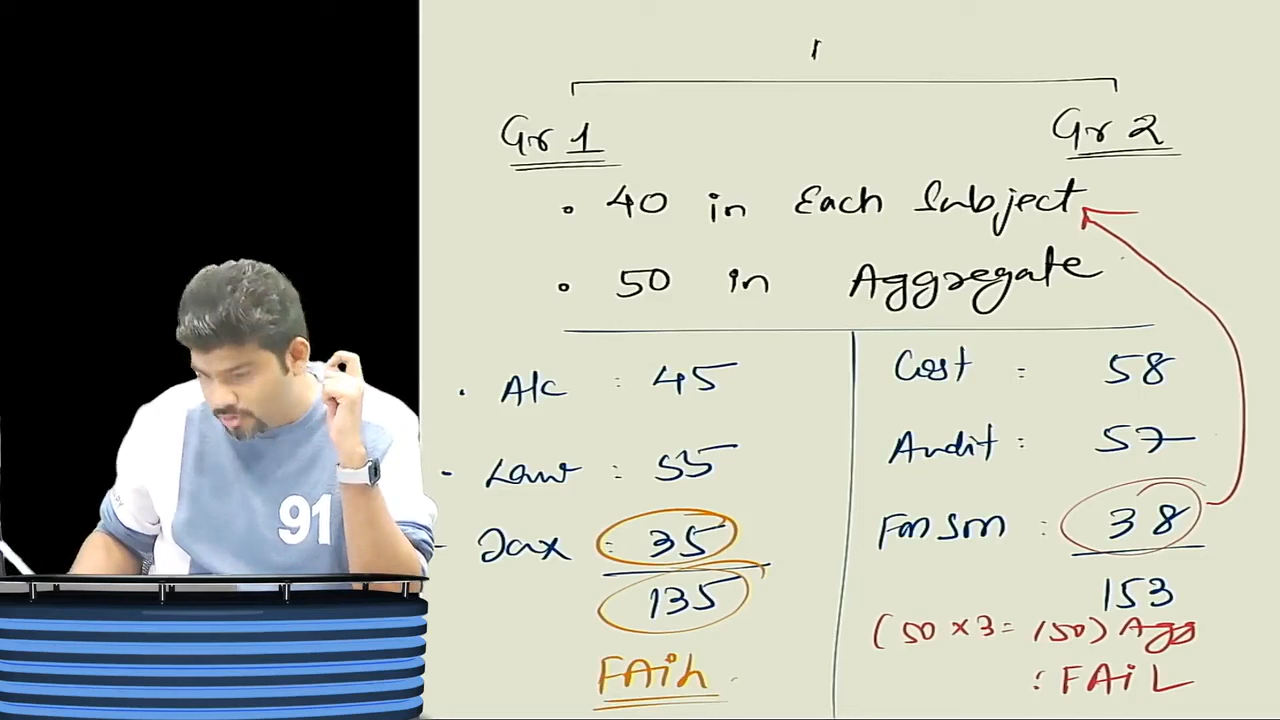 Gr 1
Gr 2
• 40 in Each Subject
• 50 in Aggregate
• A/c : 45
- Law : 55
- Tax : 35
135
FAiL
Cost : 58
Audit : 57
Fm Sm : 38
153
(50 x 3 = 150) Agg
: FAiL
91